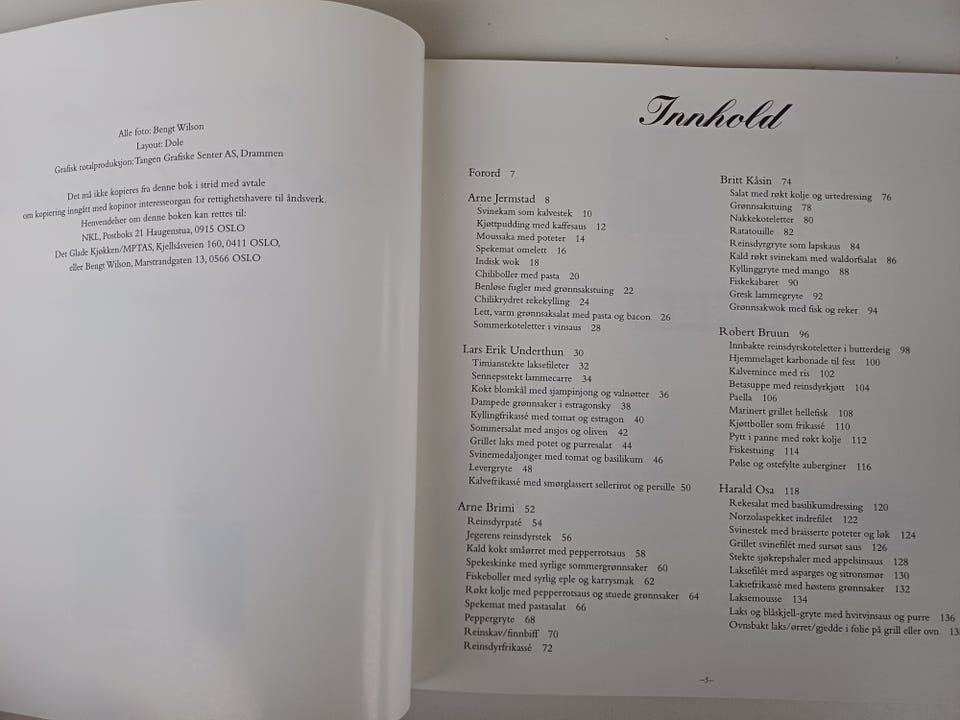 Alle foto: Bengt Wilson
Layout: Dole
Grafisk totalproduksjon: Tangen Grafiske Senter AS, Drammen
Det må ikke kopieres fra denne bok i strid med avtale
om kopiering inngått med kopinor interesseorgan for rettighetshavere til åndsverk.
Henvendelser om denne boken kan rettes til:
NKL, Postboks 21 Haugenstua, 0915 OSLO
Det Glade Kjøkken/MPTAS, Kjellsåsveien 160, 0411 OSLO,
eller Bengt Wilson, Marstrandgaten 13, 0566 OSLO
Innhold
Forord 7
Arne Jermstad 8
Svinekam som kalvestek 10
Kjøttpudding med kaffesaus 12
Moussaka med poteter 14
Spekemat omelett 16
Indisk wok 18
Chiliboller med pasta 20
Benløse fugler med grønnsakstuing 22
Chilikrydret rekekylling 24
Lett, varm grønnsaksalat med pasta og bacon 26
Sommerkoteletter i vinsaus 28
Lars Erik Underthun 30
Timianstekte laksefileter 32
Sennepsstekt lammecarre 34
Kokt blomkål med sjampinjong og valnøtter 36
Dampede grønnsaker i estragonsky 38
Kyllingfrikassé med tomat og estragon 40
Sommersalat med ansjos og oliven 42
Grillet laks med potet og purresalat 44
Svinemedaljonger med tomat og basilikum 46
Levergryte 48
Kalvefrikassé med smørglassert sellerirot og persille 50
Arne Brimi 52
Reinsdyrpaté 54
Jegerens reinsdyrstek 56
Kald kokt småørret med pepperrotsaus 58
Spekeskinke med syrlige sommergrønnsaker 60
Fiskeboller med syrlig eple og karrysmak 62
Røkt kolje med pepperrotsaus og stuede grønnsaker 64
Spekemat med pastasalat 66
Peppergryte 68
Reinskav/finnbiff 70
Reinsdyrfrikassé 72
Britt Kåsin 74
Salat med røkt kolje og urtedressing 76
Grønnsakstuing 78
Nakkekoteletter 80
Ratatouille 82
Reinsdyrgryte som lapskaus 84
Kald røkt svinekam med waldorfsalat 86
Kyllinggryte med mango 88
Fiskekabaret 90
Gresk lammegryte 92
Grønnsakwok med fisk og reker 94
Robert Bruun 96
Innbakte reinsdyrskoteletter i butterdeig 98
Hjemmelaget karbonade til fest 100
Kalvemince med ris 102
Betasuppe med reinsdyrkjøtt 104
Paella 106
Marinert grillet hellefisk 108
Kjøttboller som frikassé 110
Pytt i panne med røkt kolje 112
Fiskestuing 114
Pølse og ostefylte auberginer 116
Harald Osa 118
Rekesalat med basilikumdressing 120
Norzolaspekket indrefilet 122
Svinestek med braisserte poteter og løk 124
Grillet svinefilét med sursøt saus 126
Stekte sjøkrepshaler med appelsinsaus 128
Laksefilét med asparges og sitronsmør 130
Laksefrikassé med høstens grønnsaker 132
Laksemousse 134
Laks og blåskjell-gryte med hvitvinsaus og purre 136
Ovnsbakt laks/ørret/gjedde i folie på grill eller ovn
–5–